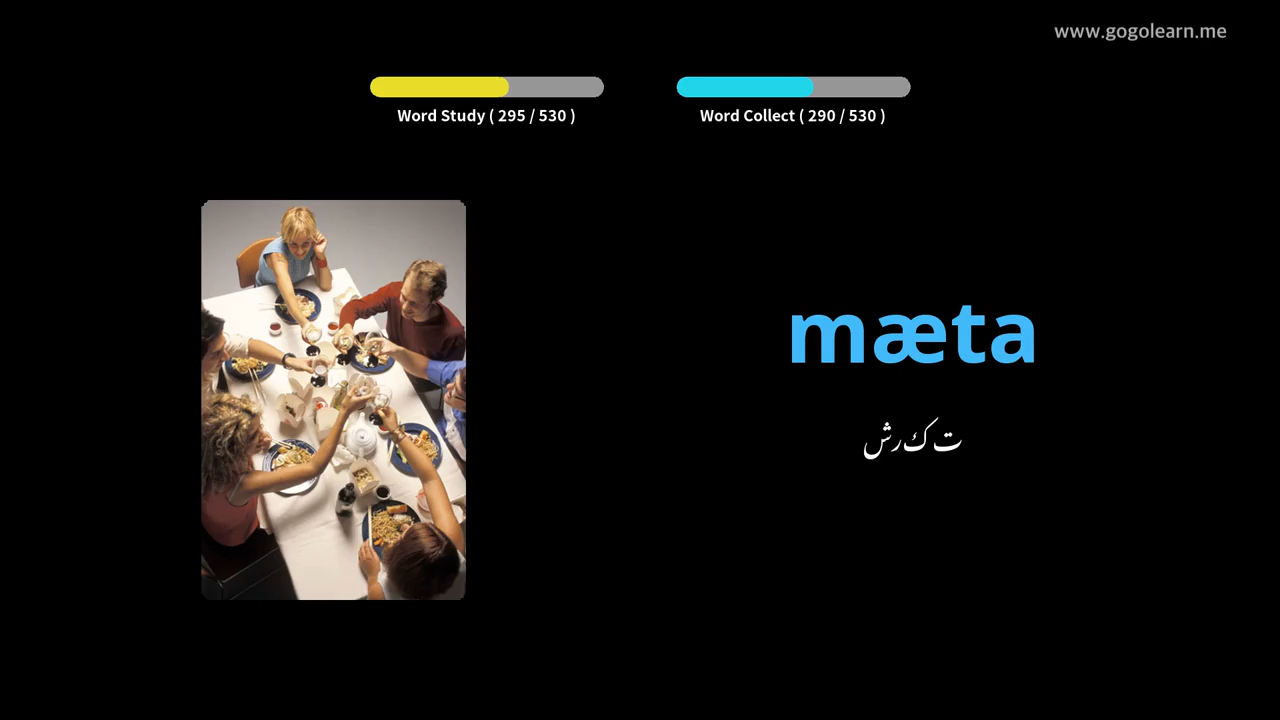 www.gogolearn.me
Word Study ( 295 / 530 )
Word Collect ( 290 / 530 )
mæta
ت ك رش